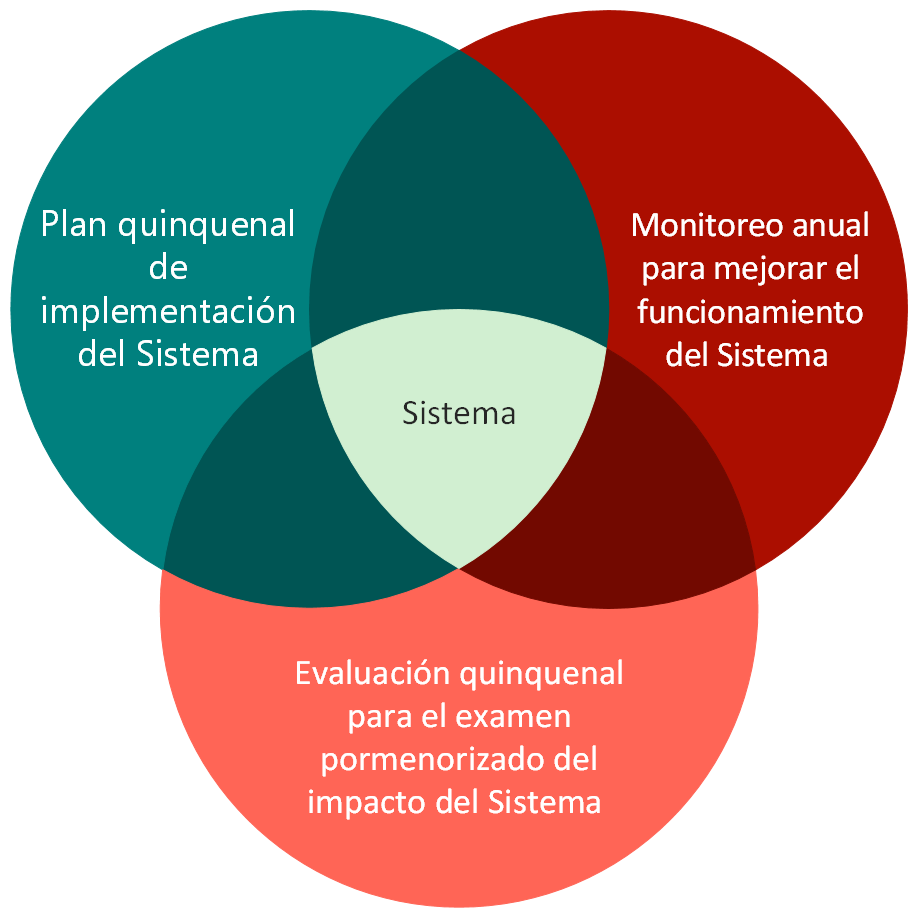 Plan quinquenal
de
implementación
del Sistema
Monitoreo anual
para mejorar el
funcionamiento
del Sistema
Sistema
Evaluación quinquenal
para el examen
pormenorizado del
impacto del Sistema